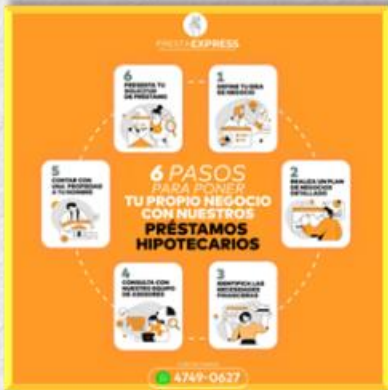 PRESTAEXPRESS
6 PASOS
PARA PONER
TU PROPIO NEGOCIO
CON NUESTROS
PRÉSTAMOS
HIPOTECARIOS
1
DEFINE TU IDEA
DE NEGOCIO
2
REALIZA UN PLAN
DE NEGOCIOS
DETALLADO
3
IDENTIFICA LAS
NECESIDADES
FINANCIERAS
4
CONSULTA CON
NUESTRO EQUIPO
DE ASESORES
5
CONTAR CON
UNA PROPIEDAD
A TU NOMBRE
6
PRESENTA TU
SOLICITUD
DE PRÉSTAMO
4749-0627